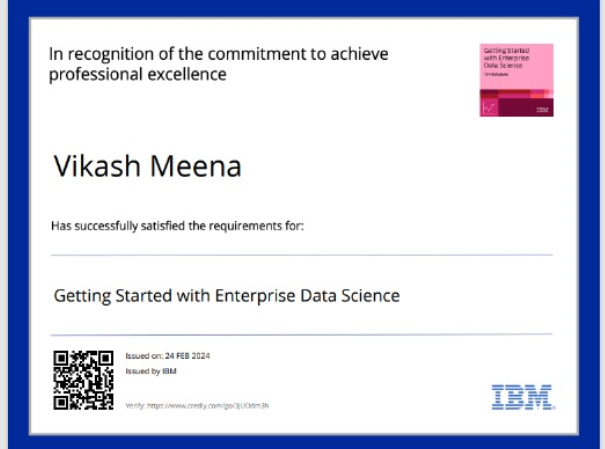 In recognition of the commitment to achieve
professional excellence
Getting Started
with Enterprise
Data Science
IBM
Vikash Meena
Has successfully satisfied the requirements for:
Getting Started with Enterprise Data Science
Issued on: 24 FEB 2024
Issued by IBM
Verify: https://www.credly.com/go/
IBM.